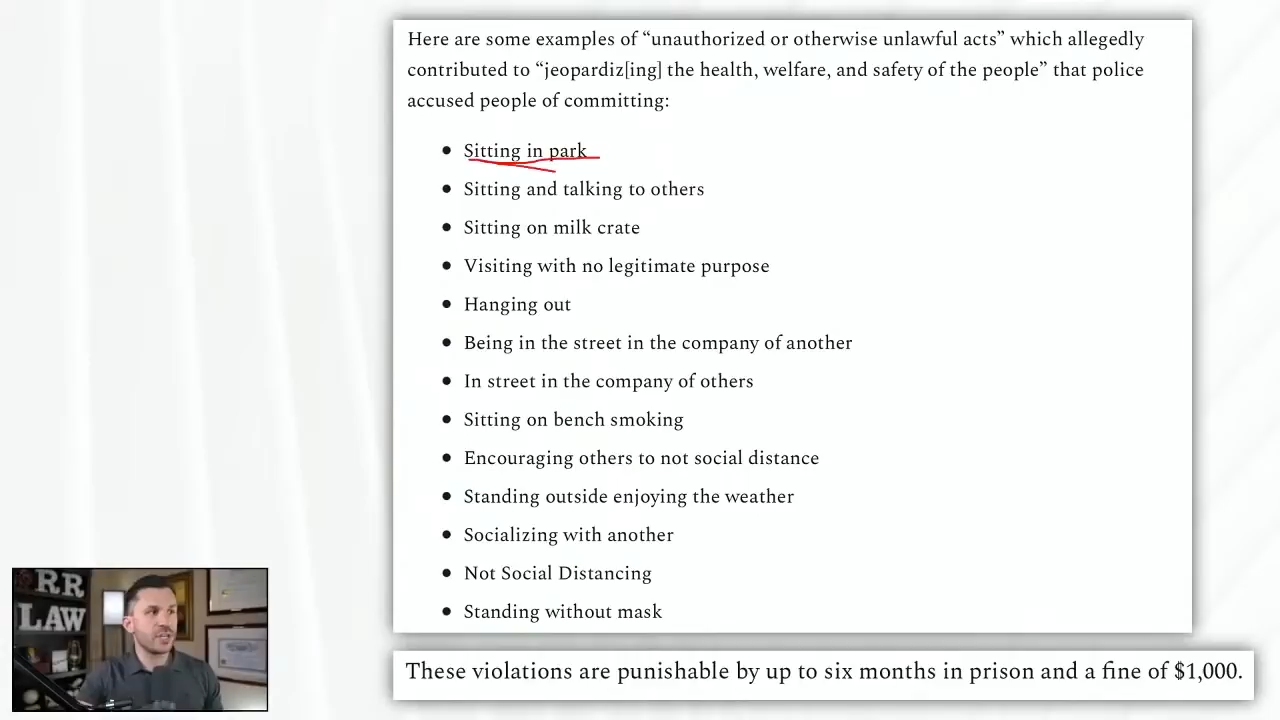 Here are some examples of “unauthorized or otherwise unlawful acts” which allegedly
contributed to “jeopardiz[ing] the health, welfare, and safety of the people” that police
accused people of committing:
• Sitting in park
• Sitting and talking to others
• Sitting on milk crate
• Visiting with no legitimate purpose
• Hanging out
• Being in the street in the company of another
• In street in the company of others
• Sitting on bench smoking
• Encouraging others to not social distance
• Standing outside enjoying the weather
• Socializing with another
• Not Social Distancing
• Standing without mask
These violations are punishable by up to six months in prison and a fine of $1,000.
RR
LAW